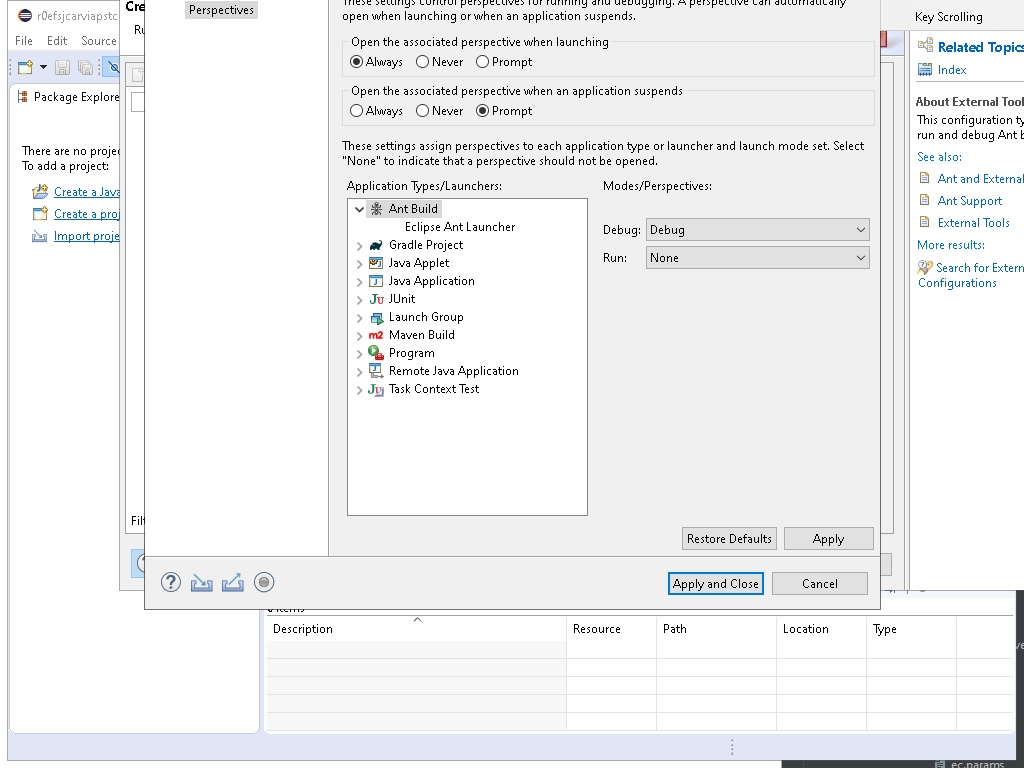 r0efsjcarviapstc
File Edit Source
Package Explore
There are no projec
To add a project:
Create a Java
Create a proj
Import proje
Cre
Ru
Filt
Perspectives
These settings control perspectives for running and debugging. A perspective can automatically
open when launching or when an application suspends.
Open the associated perspective when launching
Always Never Prompt
Open the associated perspective when an application suspends
Always Never Prompt
These settings assign perspectives to each application type or launcher and launch mode set. Select
"None" to indicate that a perspective should not be opened.
Application Types/Launchers:
Modes/Perspectives:
Ant Build
Eclipse Ant Launcher
Gradle Project
Java Applet
Java Application
JUnit
Launch Group
Maven Build
Program
Remote Java Application
Task Context Test
Debug: Debug
Run: None
Restore Defaults Apply
Apply and Close Cancel
Key Scrolling
Related Topics
Index
About External Tool
This configuration ty
run and debug Ant b
See also:
Ant and External
Ant Support
External Tools
More results:
Search for Extern
Configurations
0 items
Description Resource Path Location Type
ec.params